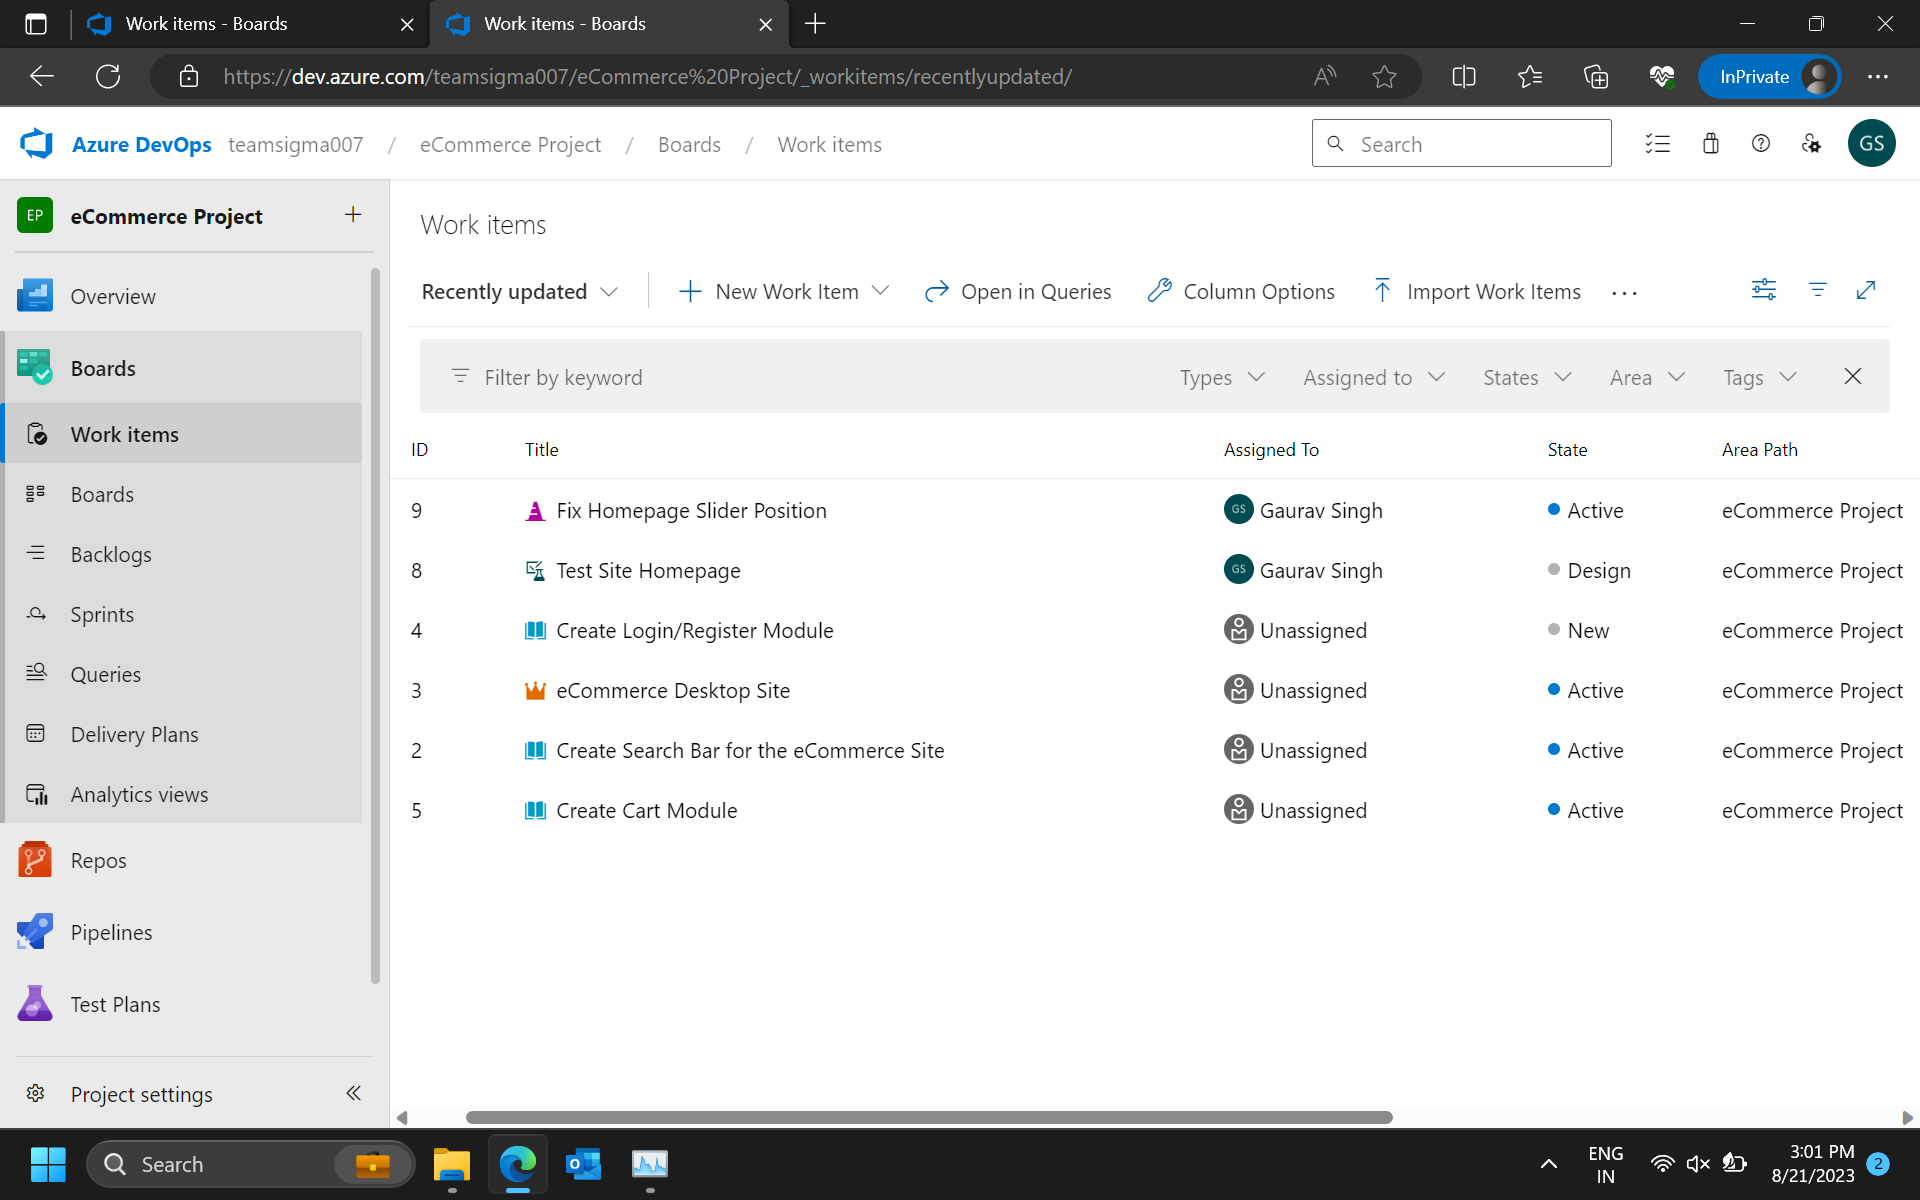 Work items - Boards
Work items - Boards
https://dev.azure.com/teamsigma007/eCommerce%20Project/_workitems/recentlyupdated/
InPrivate
Azure DevOps teamsigma007 / eCommerce Project / Boards / Work items
Search
GS
EP eCommerce Project
Overview
Boards
Work items
Boards
Backlogs
Sprints
Queries
Delivery Plans
Analytics views
Repos
Pipelines
Test Plans
Project settings
Work items
Recently updated New Work Item Open in Queries Column Options Import Work Items
Filter by keyword Types Assigned to States Area Tags
ID Title Assigned To State Area Path
9 Fix Homepage Slider Position GS Gaurav Singh Active eCommerce Project
8 Test Site Homepage GS Gaurav Singh Design eCommerce Project
4 Create Login/Register Module Unassigned New eCommerce Project
3 eCommerce Desktop Site Unassigned Active eCommerce Project
2 Create Search Bar for the eCommerce Site Unassigned Active eCommerce Project
5 Create Cart Module Unassigned Active eCommerce Project
Search
ENG
IN
3:01 PM
8/21/2023
2